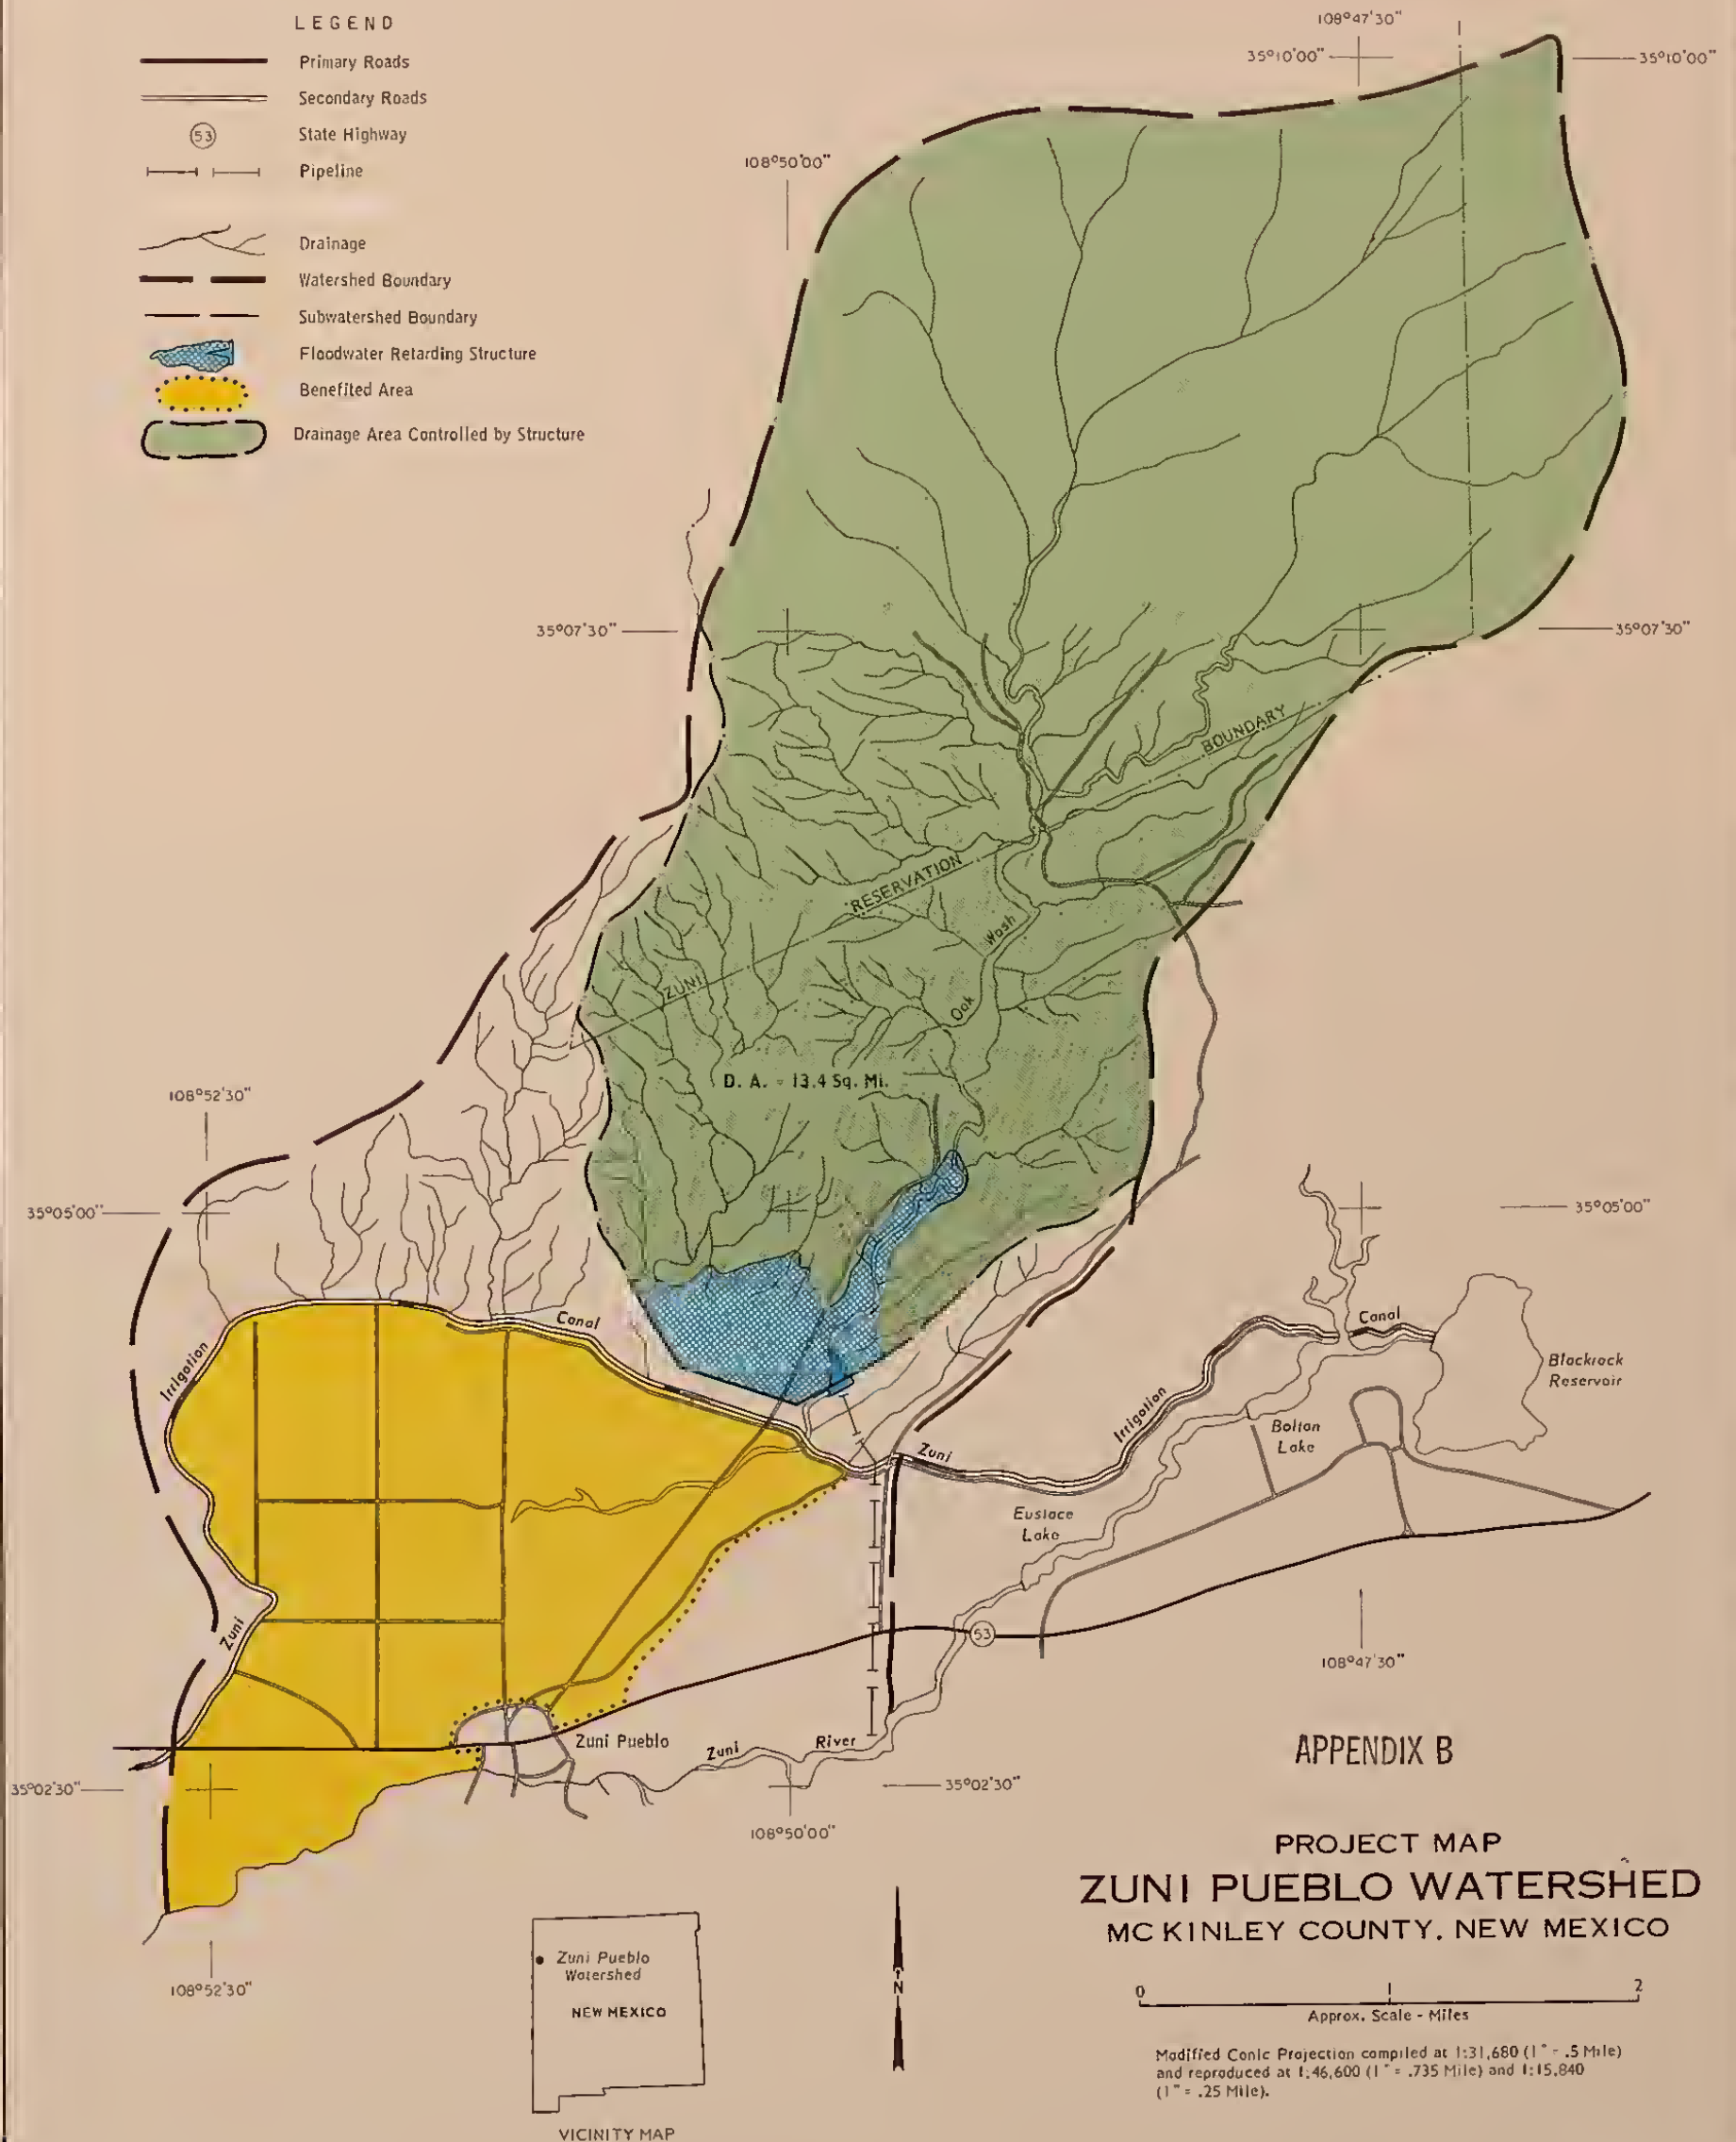 LEGEND
Primary Roads
Secondary Roads
53 State Highway
Pipeline
Drainage
Watershed Boundary
Subwatershed Boundary
Floodwater Retarding Structure
Benefited Area
Drainage Area Controlled by Structure
108°47'30"
35°10'00"
35°10'00"
108°50'00"
35°07'30"
35°07'30"
ZUNI RESERVATION BOUNDARY
Oak Wash
D. A. = 13.4 Sq. Mi.
108°52'30"
35°05'00"
35°05'00"
Zuni Irrigation Canal
Zuni Irrigation Canal
Blackrock
Reservoir
Bolton
Lake
Eustace
Lake
53
108°47'30"
Zuni Pueblo
Zuni River
35°02'30"
35°02'30"
108°50'00"
108°52'30"
APPENDIX B
PROJECT MAP
ZUNI PUEBLO WATERSHED
MC KINLEY COUNTY, NEW MEXICO
0 1 2
Approx. Scale - Miles
Modified Conic Projection compiled at 1:31,680 (1" = .5 Mile)
and reproduced at 1:46,600 (1" = .735 Mile) and 1:15,840
(1" = .25 Mile).
N
Zuni Pueblo
Watershed
NEW MEXICO
VICINITY MAP